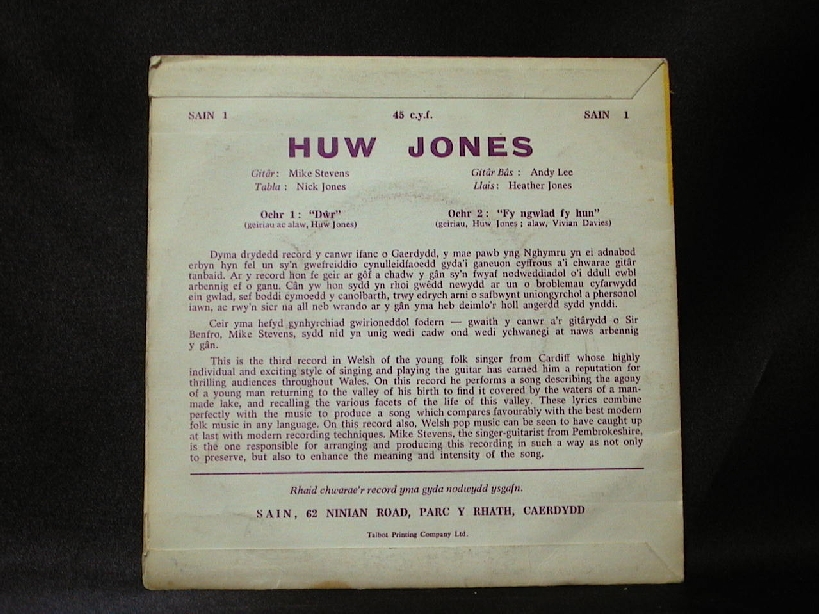 SAIN 1 45 c.y.f. SAIN 1
HUW JONES
Gitâr: Mike Stevens Gitâr Bâs : Andy Lee
Tabla : Nick Jones Llais : Heather Jones
Ochr 1 : "Dŵr" Ochr 2 : "Fy ngwlad fy hun"
(geiriau ac alaw, Huw Jones) (geiriau, Huw Jones ; alaw, Vivian Davies)
Dyma drydedd record y canwr ifanc o Gaerdydd, y mae pawb yng Nghymru yn ei adnabod
erbyn hyn fel un sy'n gwefreiddio cynulleidfaoedd gyda'i ganeuon cyffrous a'i chwarae gitâr
tanbaid. Ar y record hon fe geir ar gôf a chadw y gân sy'n fwyaf nodweddiadol o'i ddull cwbl
arbennig ef o ganu. Cân yw hon sydd yn rhoi gwêdd newydd ar un o broblemau cyfarwydd
ein gwlad, sef boddi cymoedd y canolbarth, trwy edrych arni o safbwynt uniongyrchol a phersonol
iawn, ac rwy'n sicr na all neb wrando ar y gân yma heb deimlo'r holl angerdd sydd ynddi.
Ceir yma hefyd gynhyrchiad gwirioneddol fodern — gwaith y canwr a'r gitârydd o Sir
Benfro, Mike Stevens, sydd nid yn unig wedi cadw ond wedi ychwanegi at naws arbennig
y gân.
This is the third record in Welsh of the young folk singer from Cardiff whose highly
individual and exciting style of singing and playing the guitar has earned him a reputation for
thrilling audiences throughout Wales. On this record he performs a song describing the agony
of a young man returning to the valley of his birth to find it covered by the waters of a man-
made lake, and recalling the various facets of the life of this valley. These lyrics combine
perfectly with the music to produce a song which compares favourably with the best modern
folk music in any language. On this record also, Welsh pop music can be seen to have caught up
at last with modern recording techniques. Mike Stevens, the singer-guitarist from Pembrokeshire,
is the one responsible for arranging and producing this recording in such a way as not only
to preserve, but also to enhance the meaning and intensity of the song.
Rhaid chwarae'r record yma gyda nodwydd ysgafn.
SAIN, 62 NINIAN ROAD, PARC Y RHATH, CAERDYDD
Talbot Printing Company Ltd.